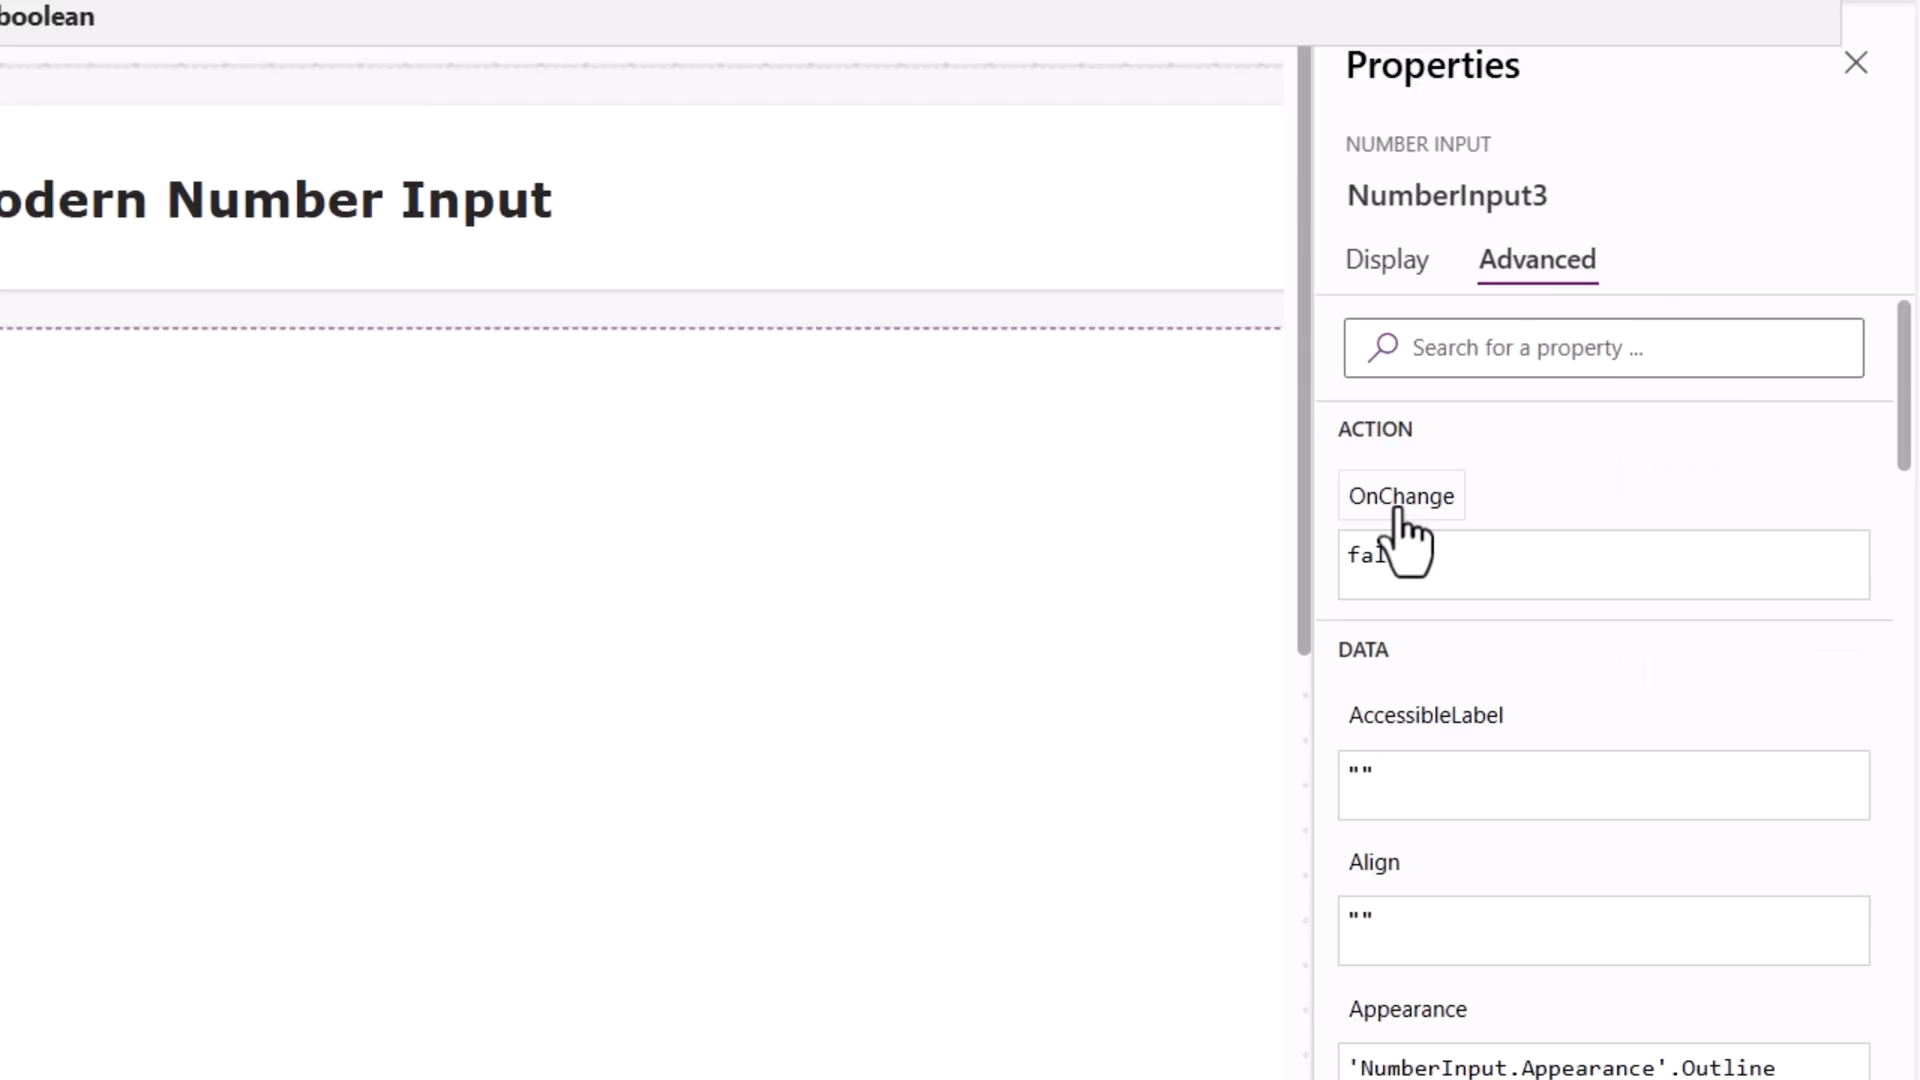 boolean
Properties
NUMBER INPUT
odern Number Input
NumberInput3
Display Advanced
Search for a property ...
ACTION
OnChange
fal
DATA
AccessibleLabel
""
Align
""
Appearance
'NumberInput.Appearance'.Outline